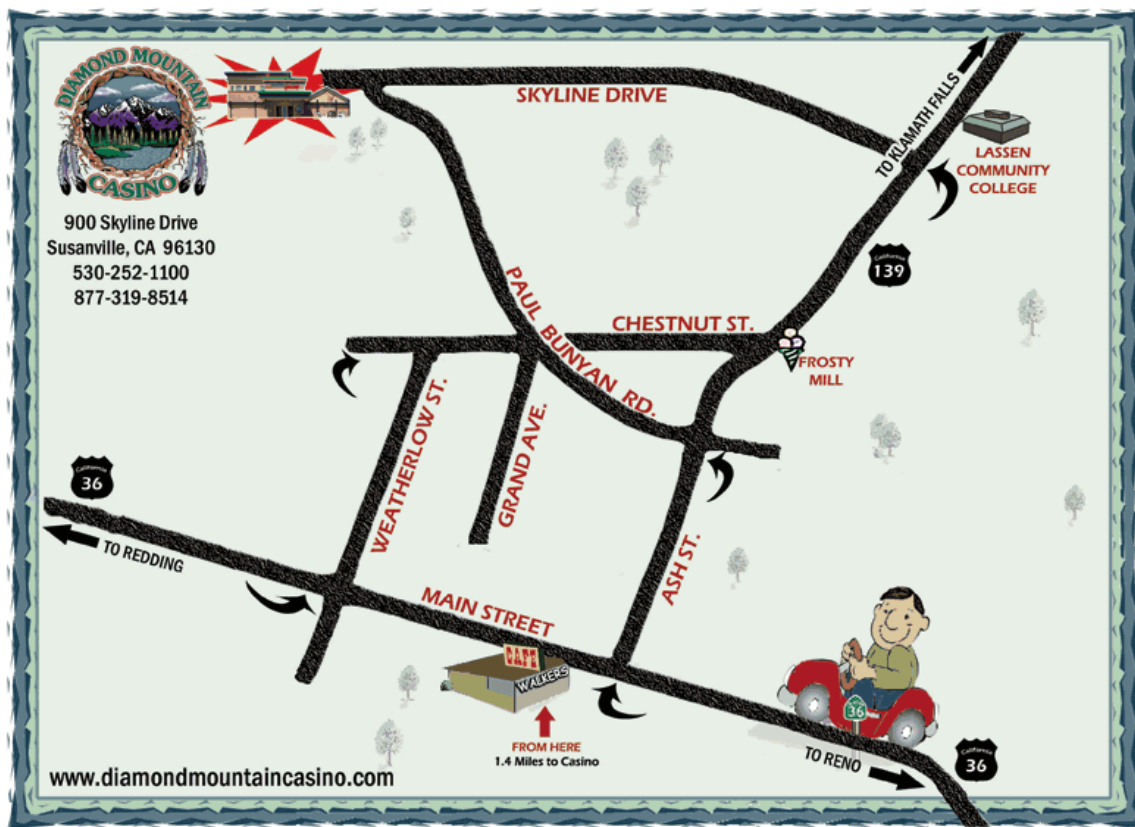 DIAMOND MOUNTAIN
CASINO
900 Skyline Drive
Susanville, CA 96130
530-252-1100
877-319-8514
SKYLINE DRIVE
TO KLAMATH FALLS
LASSEN
COMMUNITY
COLLEGE
California
139
PAUL BUNYAN RD.
CHESTNUT ST.
FROSTY
MILL
WEATHERLOW ST.
GRAND AVE.
ASH ST.
California
36
TO REDDING
MAIN STREET
CAFE
WALKERS
FROM HERE
1.4 Miles to Casino
36
TO RENO
California
36
www.diamondmountaincasino.com